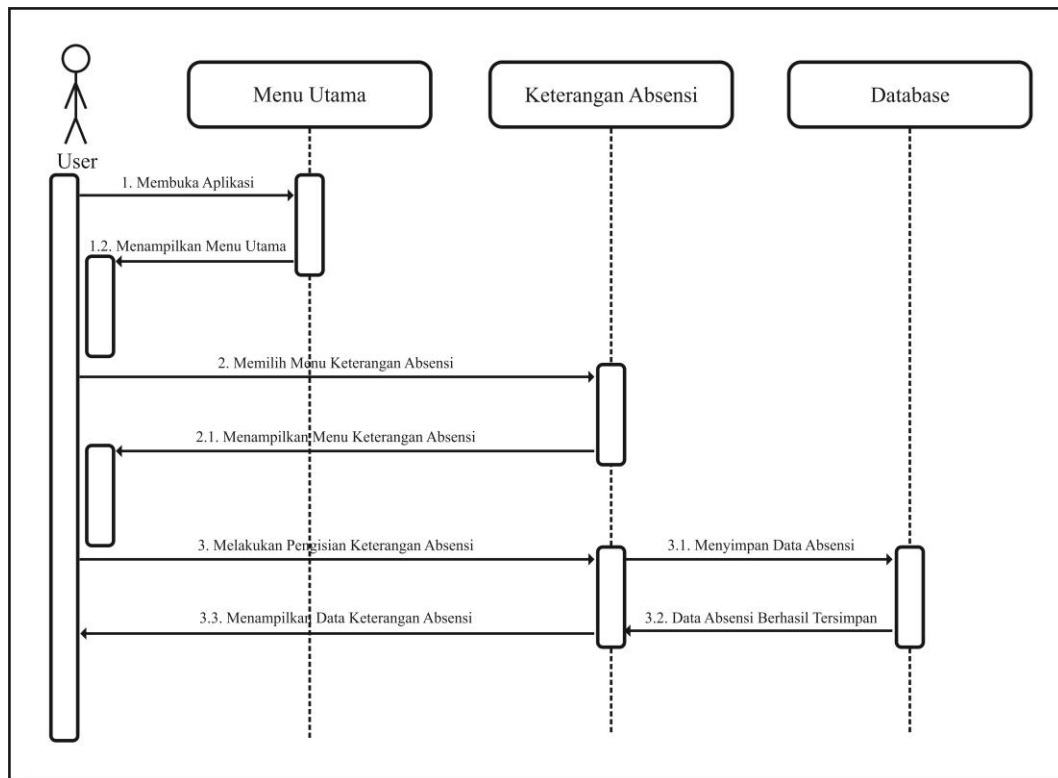 Menu Utama
Keterangan Absensi
Database
User
1. Membuka Aplikasi
1.2. Menampilkan Menu Utama
2. Memilih Menu Keterangan Absensi
2.1. Menampilkan Menu Keterangan Absensi
3. Melakukan Pengisian Keterangan Absensi
3.1. Menyimpan Data Absensi
3.3. Menampilkan Data Keterangan Absensi
3.2. Data Absensi Berhasil Tersimpan